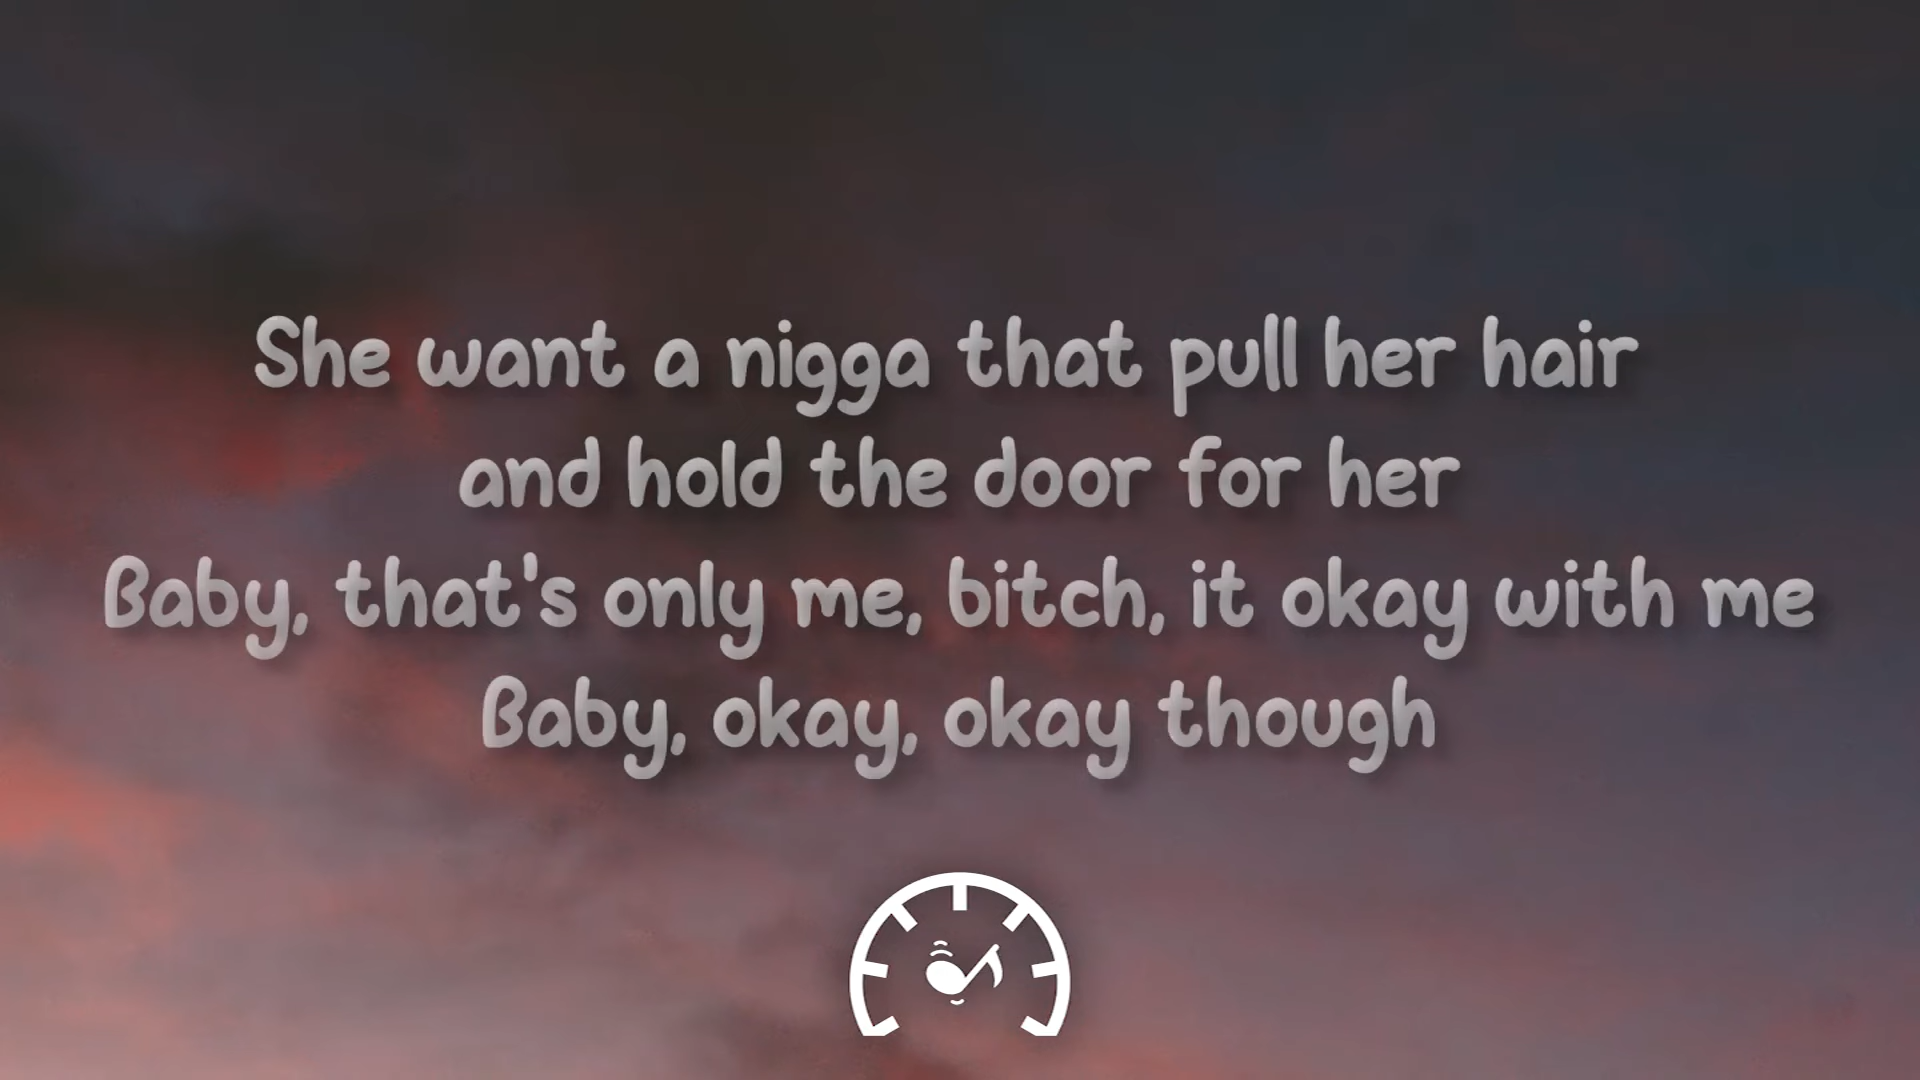 She want a nigga that pull her hair
and hold the door for her
Baby, that's only me, bitch, it okay with me
Baby, okay, okay though